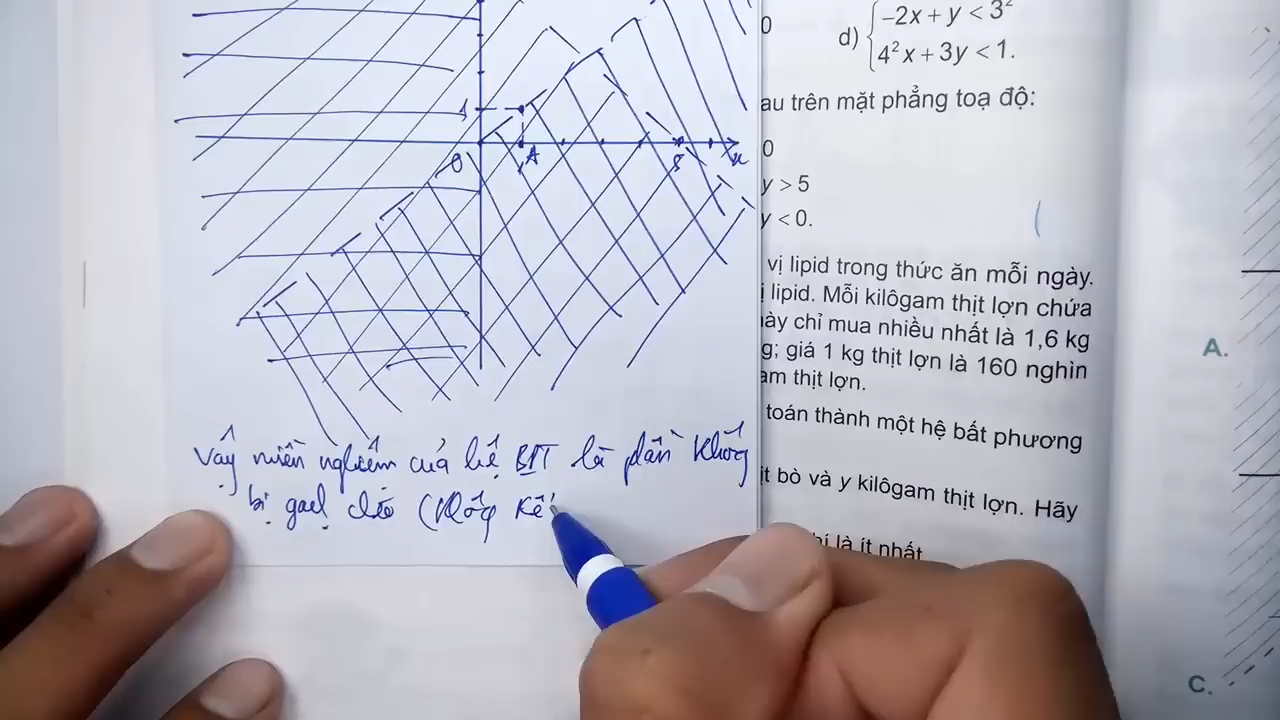 1
O
A
5
x
Vậy miền nghiệm của hệ BPT là phần không
bị gạch chéo (không kể
0
d) { −2x + y < 3²
4²x + 3y < 1.
au trên mặt phẳng toạ độ:
0
y > 5
y < 0.
vị lipid trong thức ăn mỗi ngày.
ị lipid. Mỗi kilôgam thịt lợn chứa
này chỉ mua nhiều nhất là 1,6 kg
g; giá 1 kg thịt lợn là 160 nghìn
am thịt lợn.
toán thành một hệ bất phương
ịt bò và y kilôgam thịt lợn. Hãy
hí là ít nhất
A.
C.